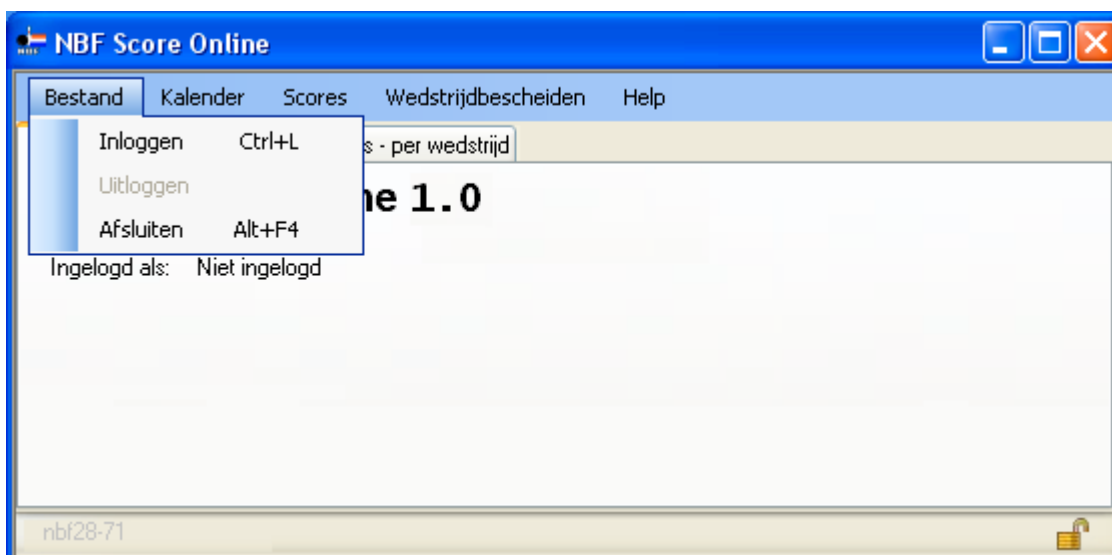 NBF Score Online
Bestand Kalender Scores Wedstrijdbescheiden Help
s - per wedstrijd
Inloggen Ctrl+L
Uitloggen
ne 1.0
Afsluiten Alt+F4
Ingelogd als: Niet ingelogd
nbf28-71